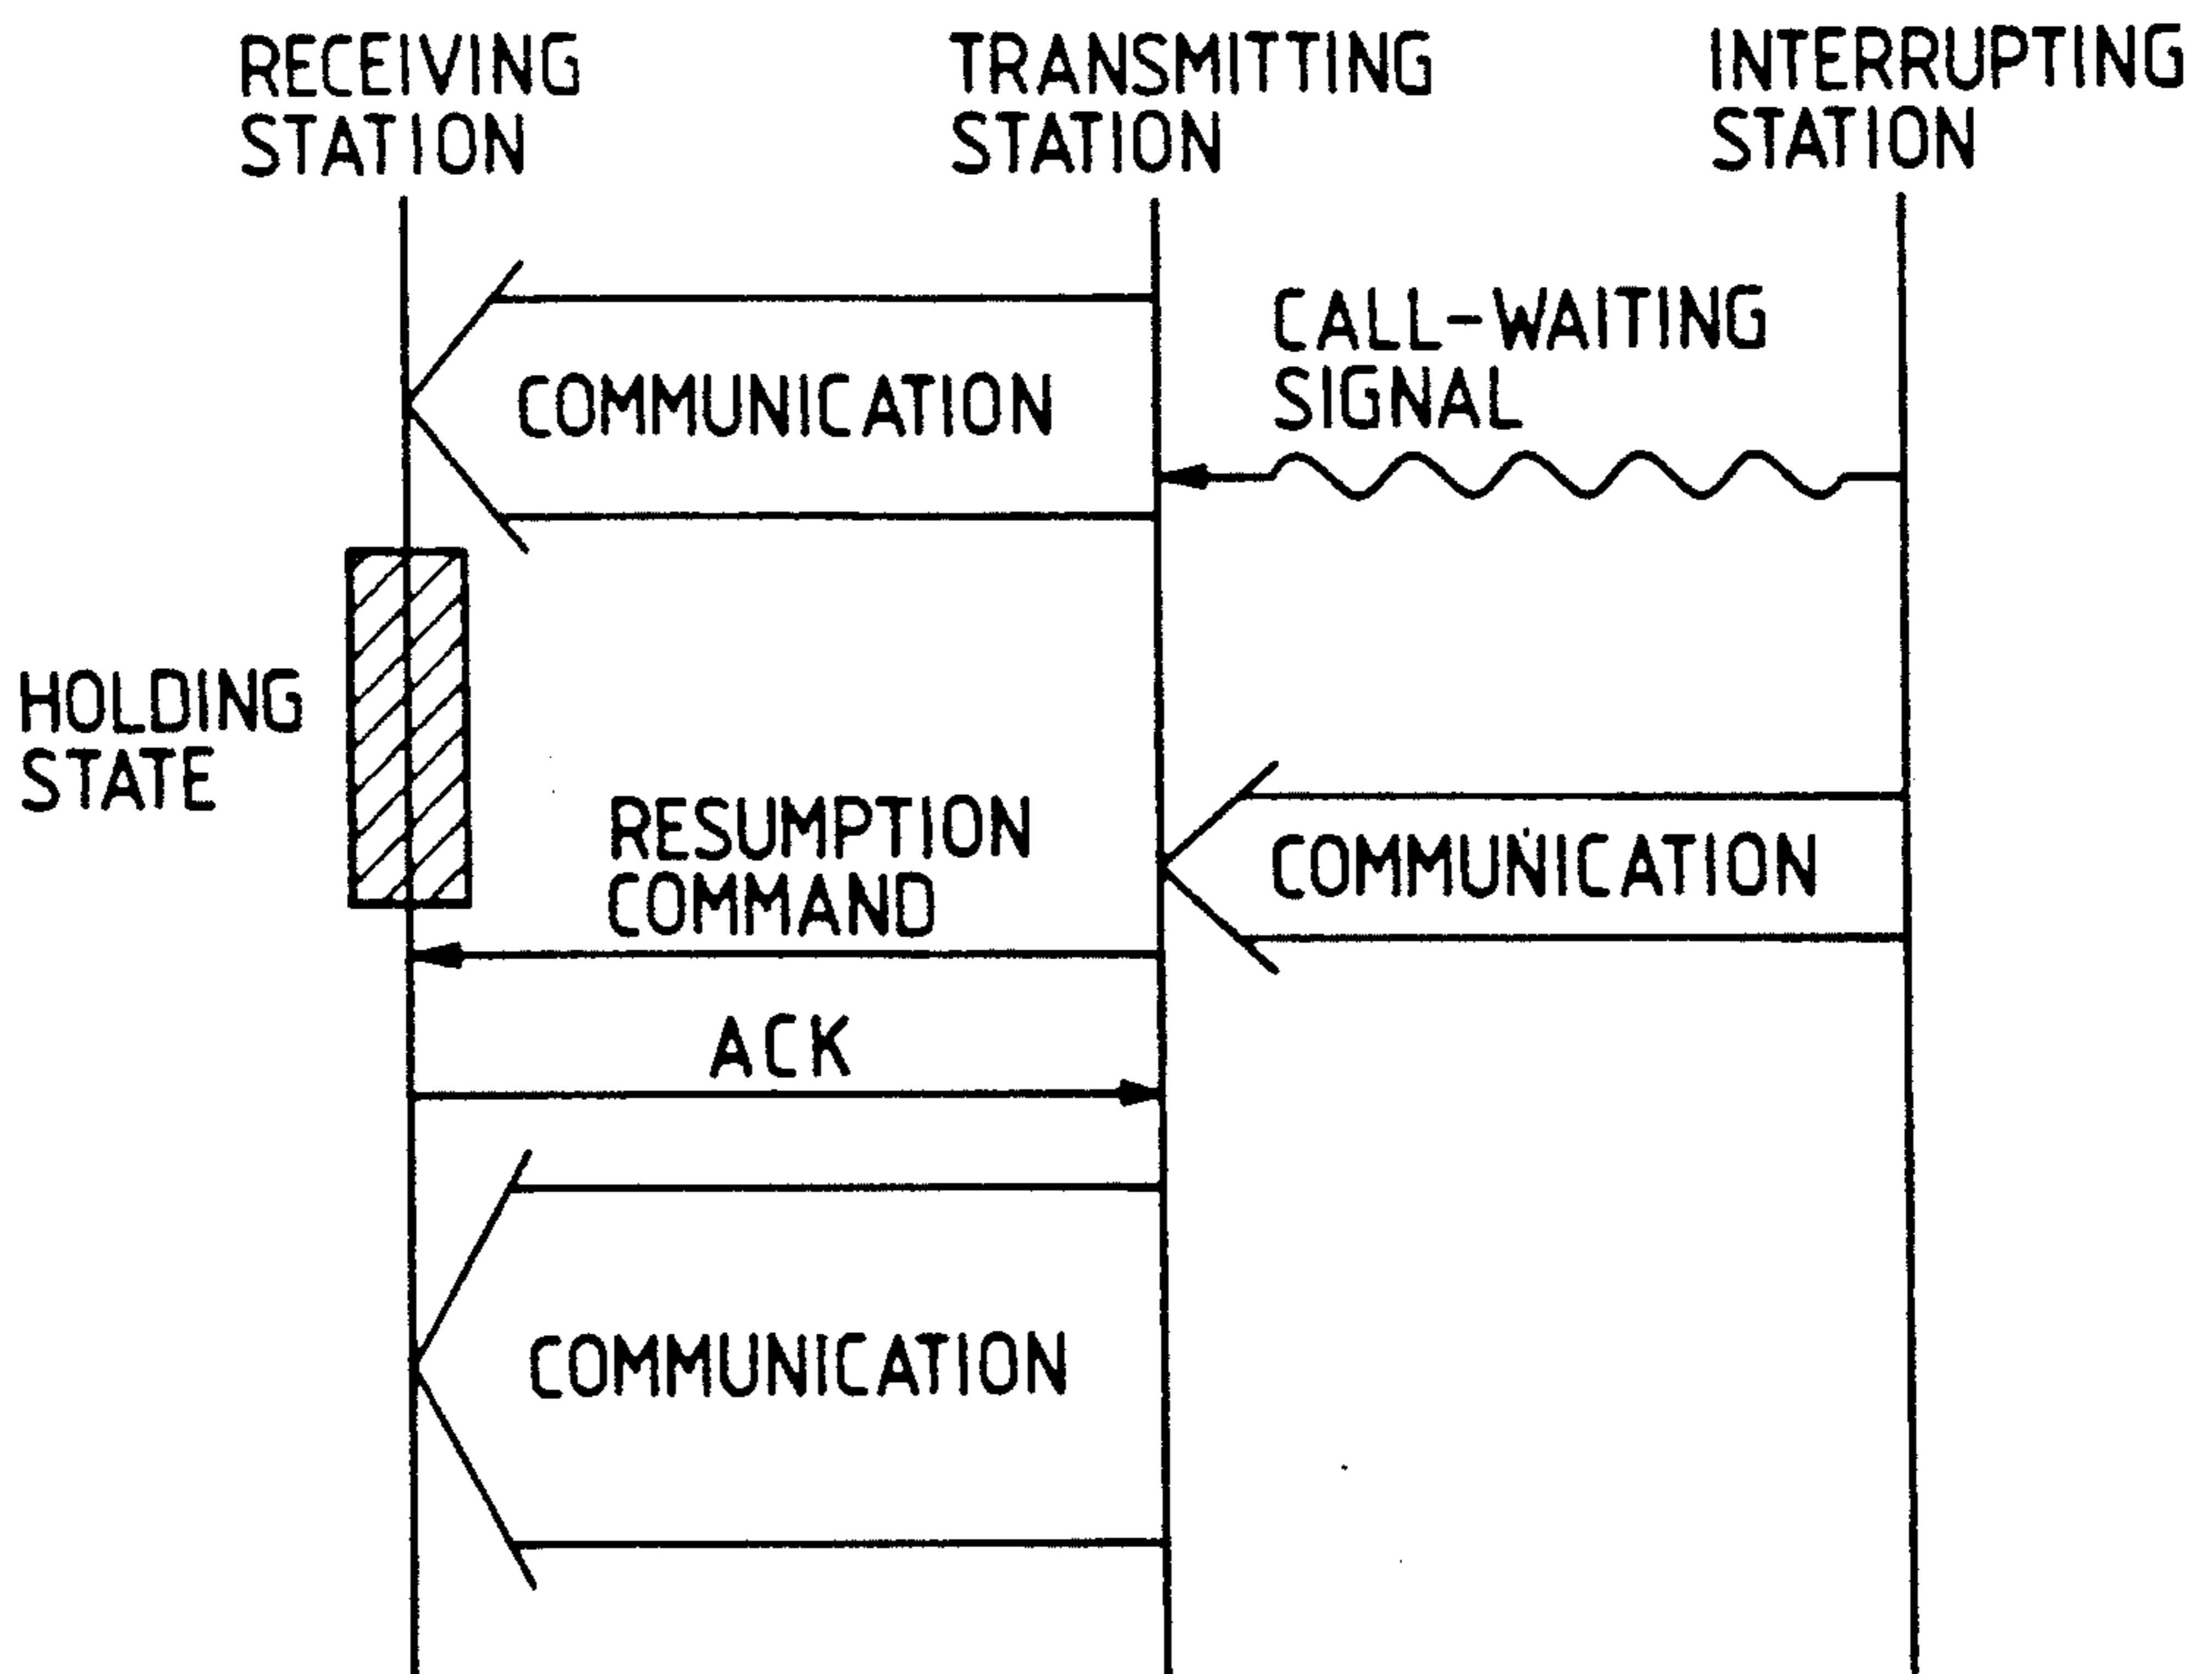 RECEIVING
STATION
TRANSMITTING
STATION
INTERRUPTING
STATION
CALL-WAITING
SIGNAL
COMMUNICATION
HOLDING
STATE
RESUMPTION
COMMAND
COMMUNICATION
ACK
COMMUNICATION